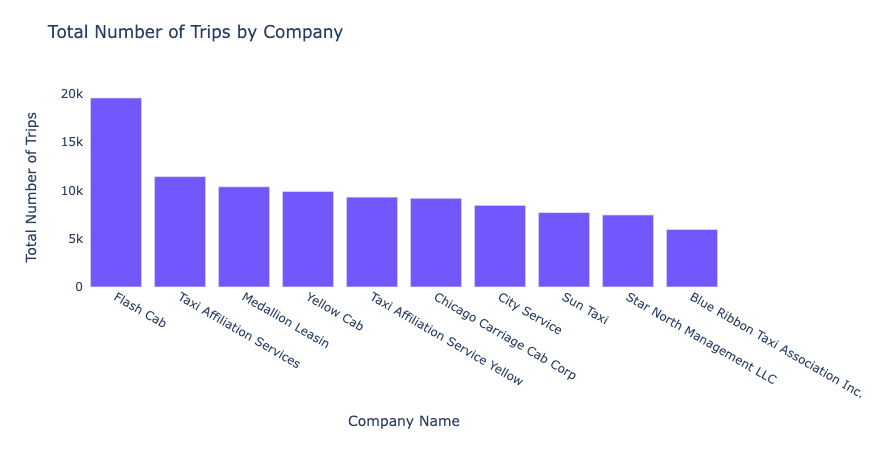 Total Number of Trips by Company
Total Number of Trips
20k
15k
10k
5k
0
Flash Cab
Taxi Affiliation Services
Medallion Leasin
Yellow Cab
Taxi Affiliation Service Yellow
Chicago Carriage Cab Corp
City Service
Sun Taxi
Star North Management LLC
Blue Ribbon Taxi Association Inc.
Company Name